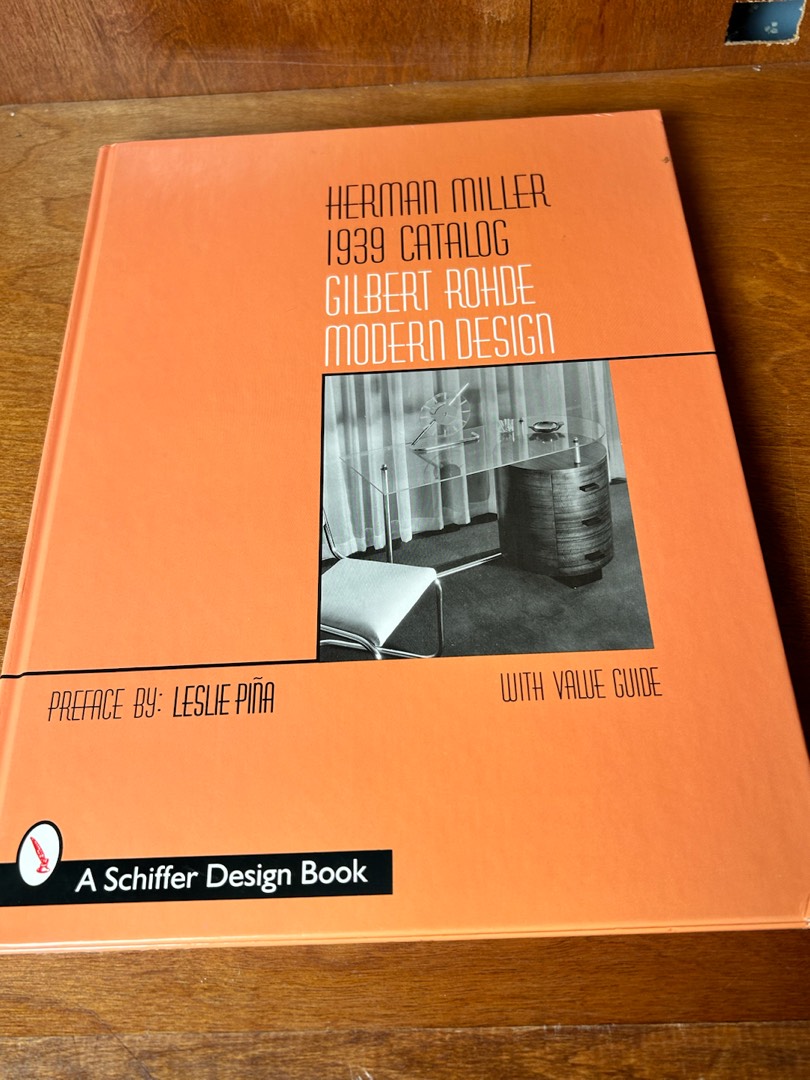 HERMAN MILLER
1939 CATALOG
GILBERT ROHDE
MODERN DESIGN
PREFACE BY: LESLIE PIÑA
WITH VALUE GUIDE
A Schiffer Design Book